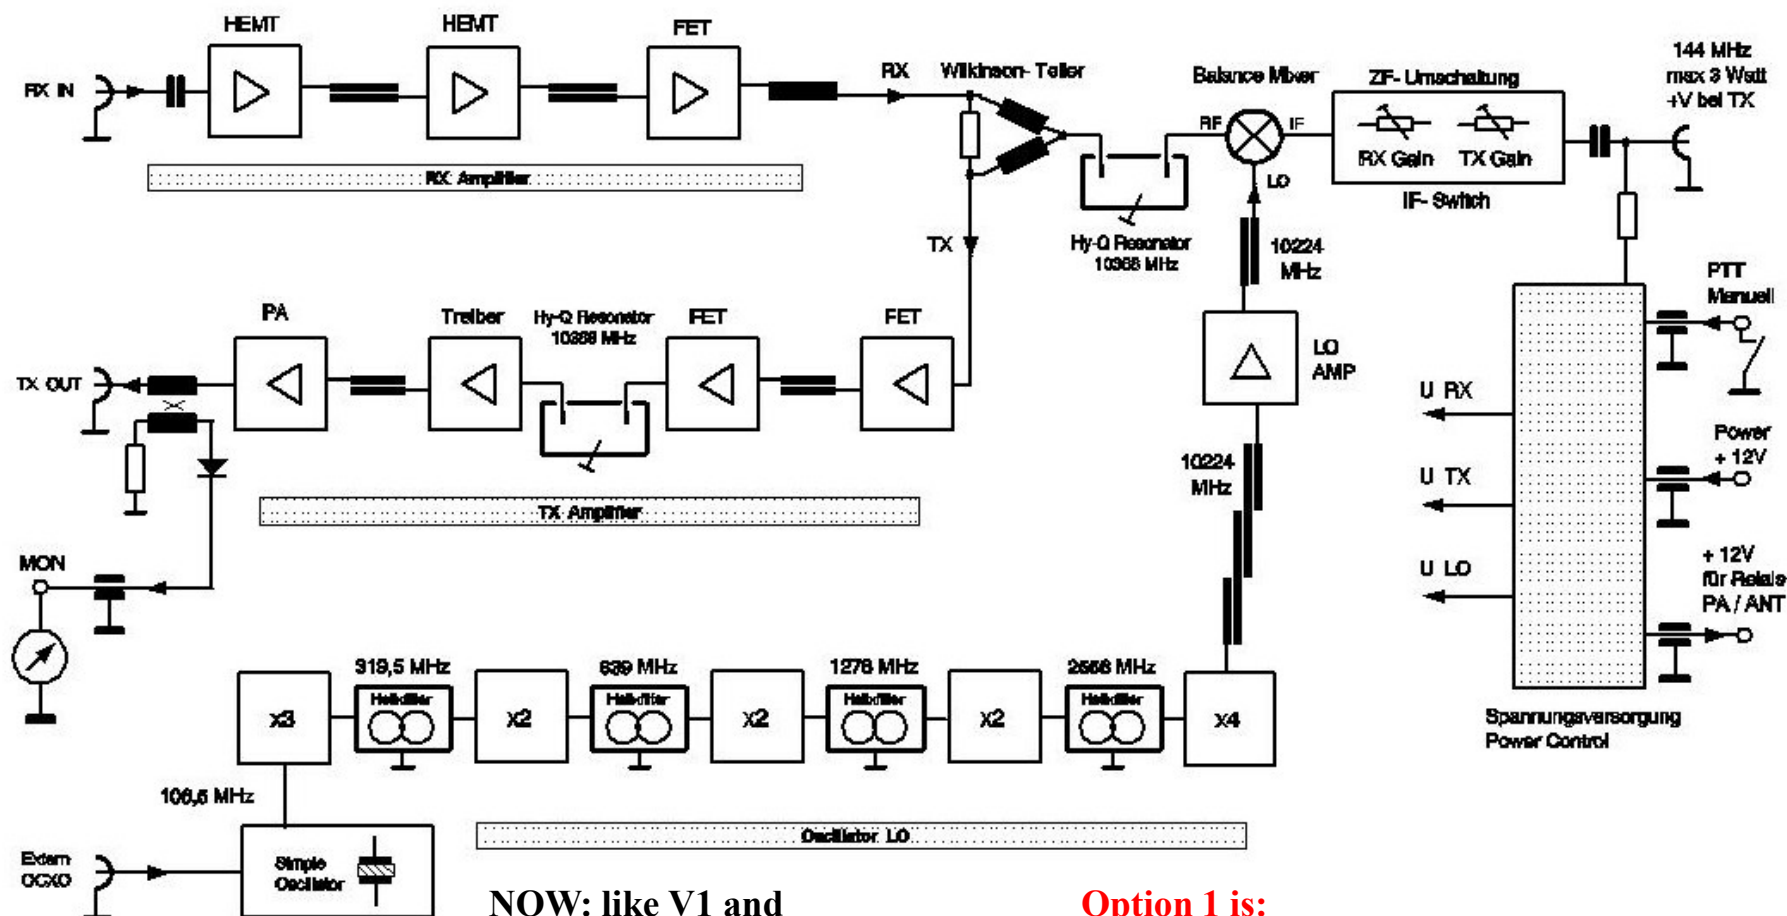 HEMT
HEMT
FET
RX IN
RX
Wilkinson- Teiler
Balance Mixer
RF
IF
LO
ZF- Umschaltung
RX Gain
TX Gain
IF- Switch
144 MHz
max 3 Watt
+V bei TX
RX Amplifier
TX
Hy-Q Resonator
10368 MHz
10224
MHz
PTT
Manuell
PA
Treiber
Hy-Q Resonator
10368 MHz
FET
FET
TX OUT
LO
AMP
U RX
Power
+ 12V
10224
MHz
U TX
TX Amplifier
MON
+ 12V
für Relais
PA / ANT
U LO
319,5 MHz
639 MHz
1278 MHz
2556 MHz
x3
Helixfilter
x2
Helixfilter
x2
Helixfilter
x2
Helixfilter
x4
Spannungsversorgung
Power Control
106,5 MHz
Oscillator LO
Extern
OCXO
Simple
Oscillator
NOW: like V1 and
Option 1 is: